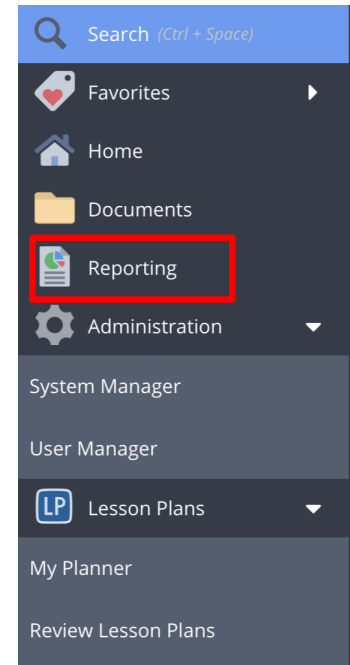 Search (Ctrl + Space)
Favorites
Home
Documents
Reporting
Administration
System Manager
User Manager
LP Lesson Plans
My Planner
Review Lesson Plans